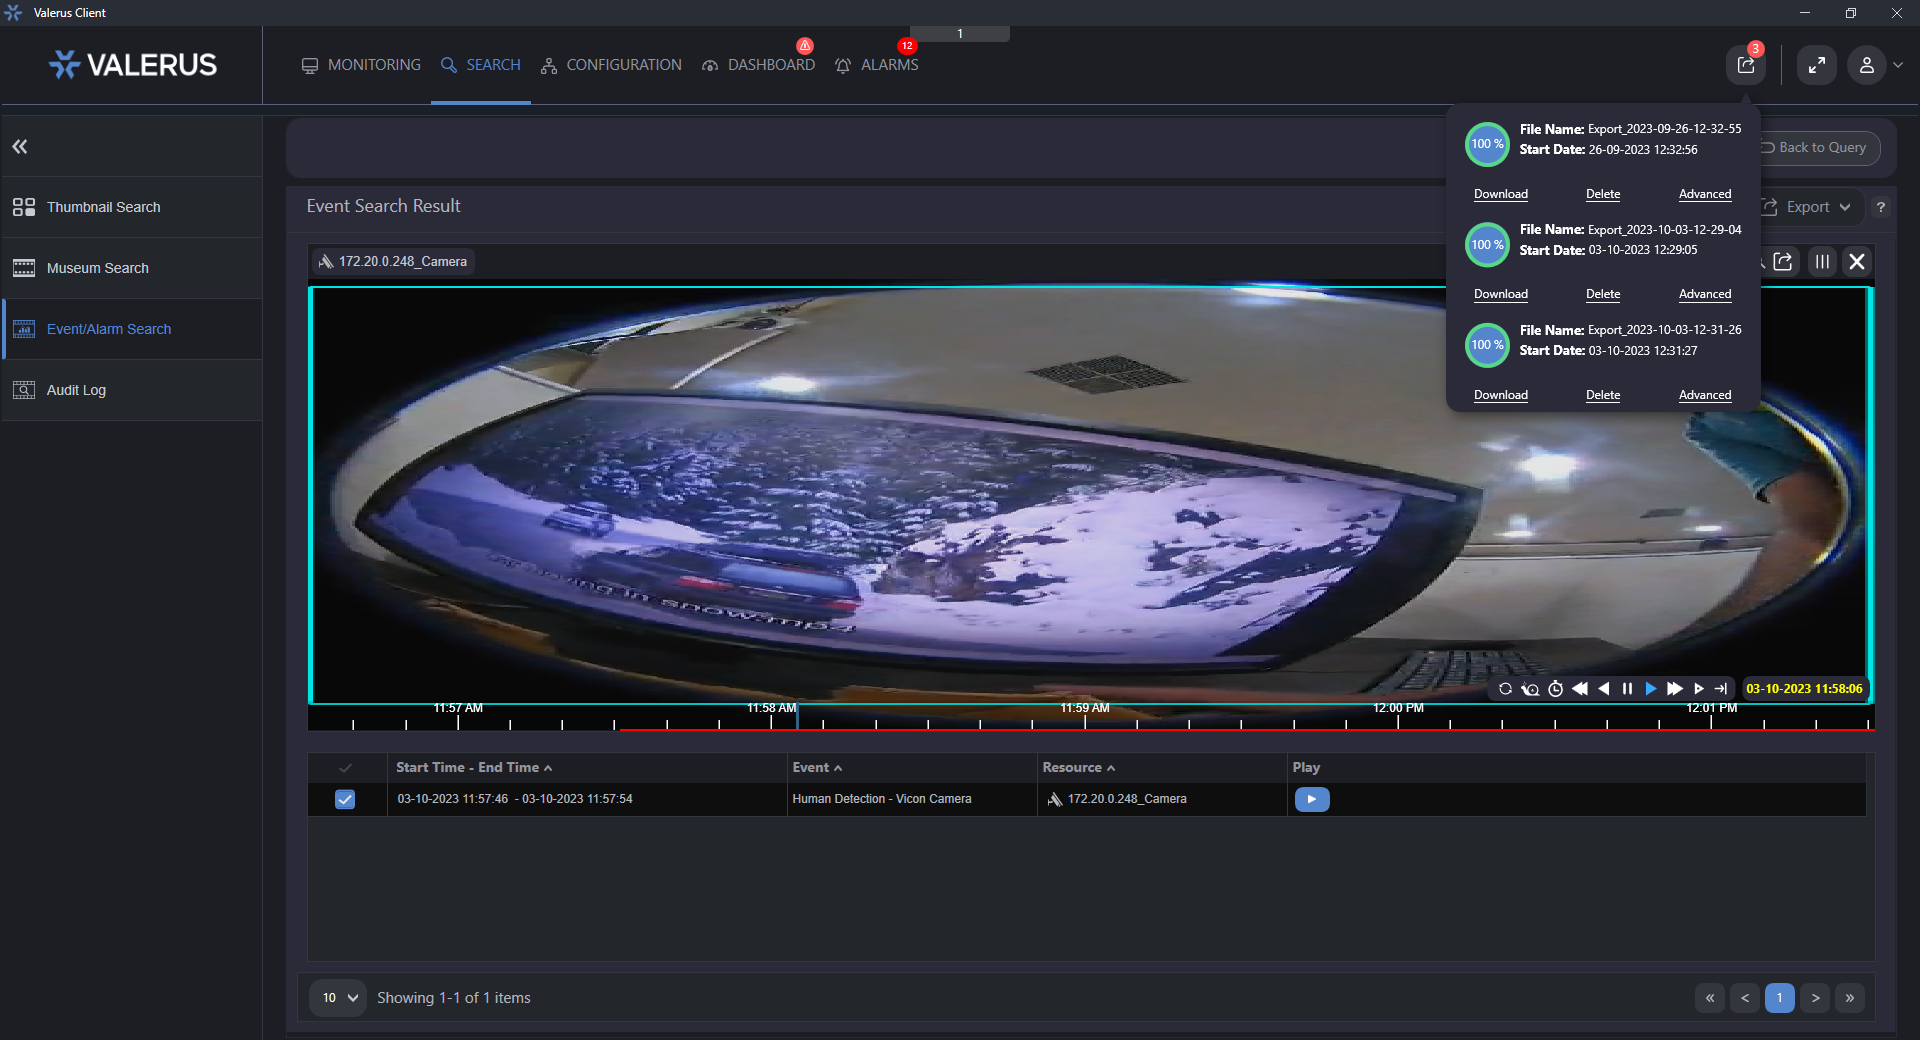 Valerus Client
VALERUS
MONITORING
SEARCH
CONFIGURATION
DASHBOARD
ALARMS
12
1
3
File Name: Export_2023-09-26-12-32-55
100 %
Start Date: 26-09-2023 12:32:56
Download Delete Advanced
File Name: Export_2023-10-03-12-29-04
100 %
Start Date: 03-10-2023 12:29:05
Download Delete Advanced
File Name: Export_2023-10-03-12-31-26
100 %
Start Date: 03-10-2023 12:31:27
Download Delete Advanced
Back to Query
Thumbnail Search
Museum Search
Event/Alarm Search
Audit Log
Event Search Result
Export
?
172.20.0.248_Camera
in snow.mp4
03-10-2023 11:58:06
11:57 AM 11:58 AM 11:59 AM 12:00 PM 12:01 PM
Start Time - End Time Event Resource Play
03-10-2023 11:57:46 - 03-10-2023 11:57:54 Human Detection - Vicon Camera 172.20.0.248_Camera
10 Showing 1-1 of 1 items
« < 1 > »